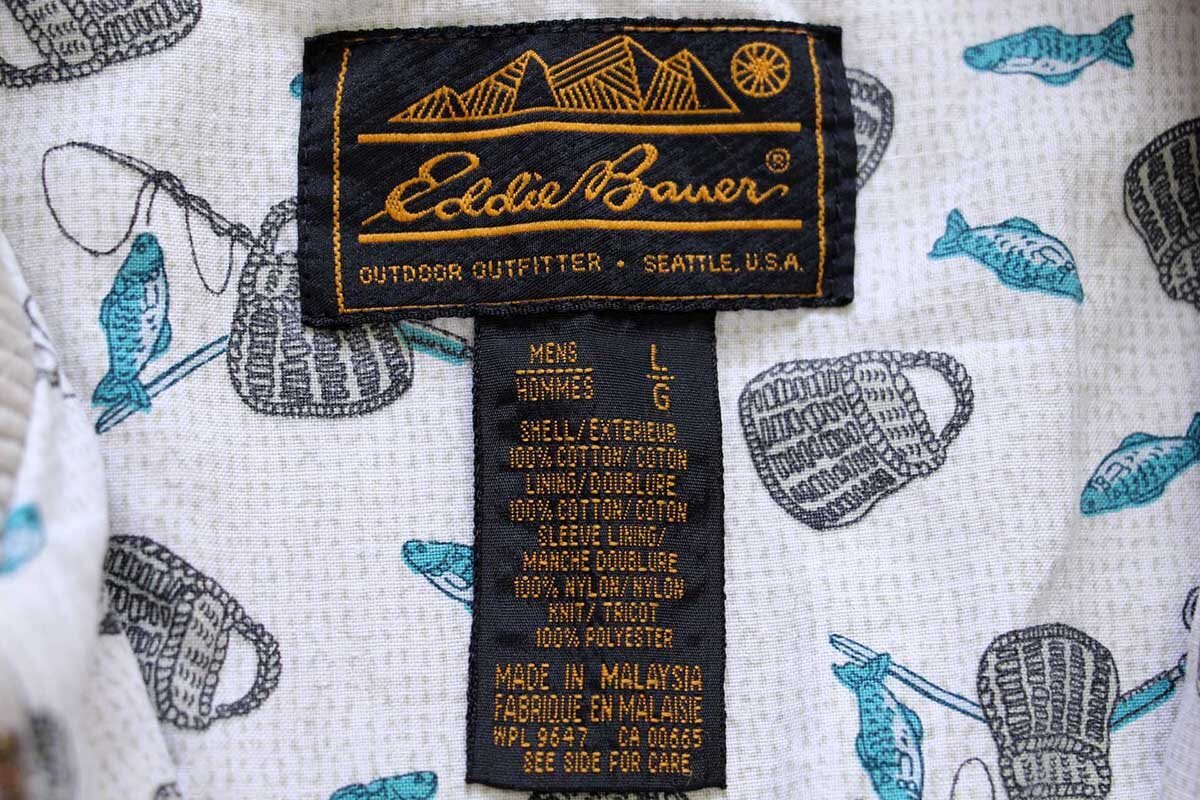 Eddie Bauer ®
OUTDOOR OUTFITTER • SEATTLE, U.S.A.
MENS L
HOMMES G
SHELL/EXTERIEUR
100% COTTON/COTON
LINING/DOUBLURE
100% COTTON/COTON
SLEEVE LINING/
MANCHE DOUBLURE
100% NYLON/NYLON
KNIT/TRICOT
100% POLYESTER
MADE IN MALAYSIA
FABRIQUE EN MALAISIE
WPL 9647 CA 00665
SEE SIDE FOR CARE